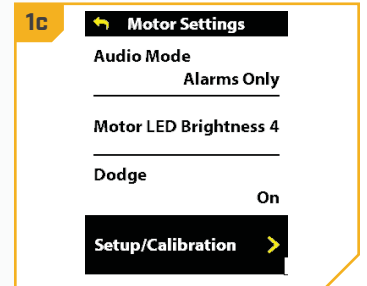 1c
Motor Settings
Audio Mode
Alarms Only
Motor LED Brightness 4
Dodge
On
Setup/Calibration